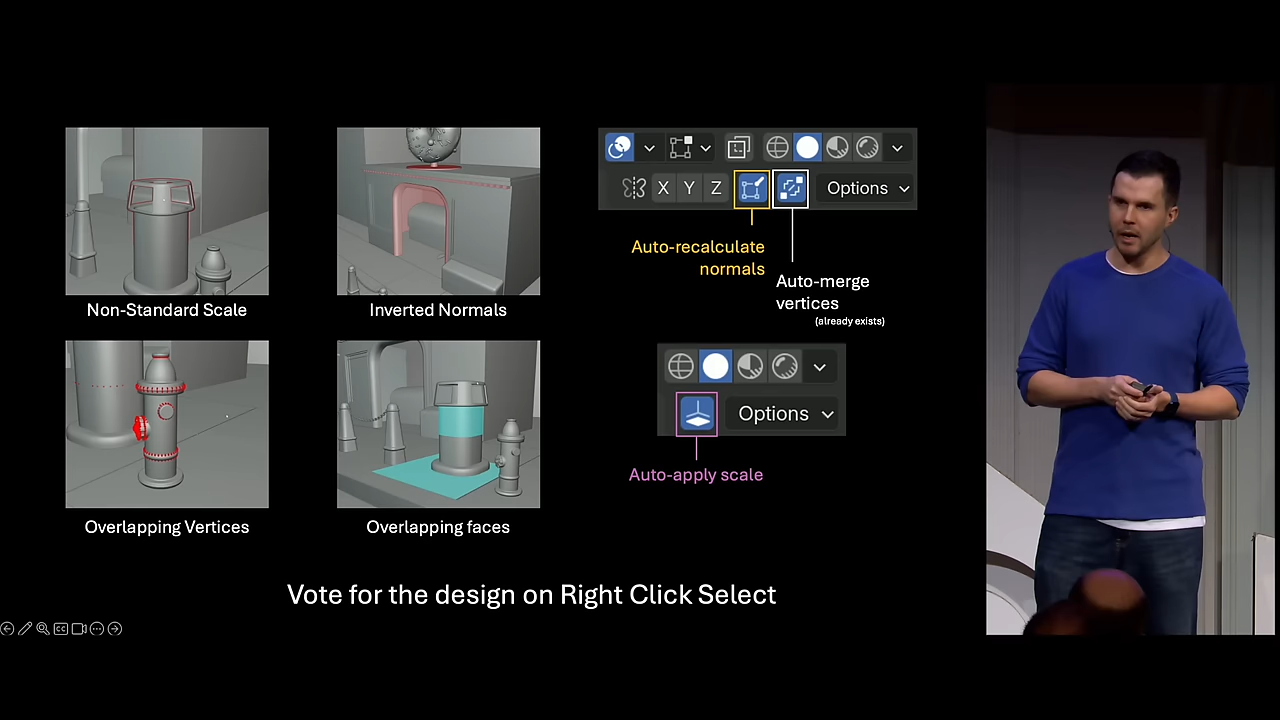 Non-Standard Scale
Inverted Normals
Overlapping Vertices
Overlapping faces
X Y Z Options
Auto-recalculate
normals
Auto-merge
vertices
(already exists)
Options
Auto-apply scale
Vote for the design on Right Click Select
CC